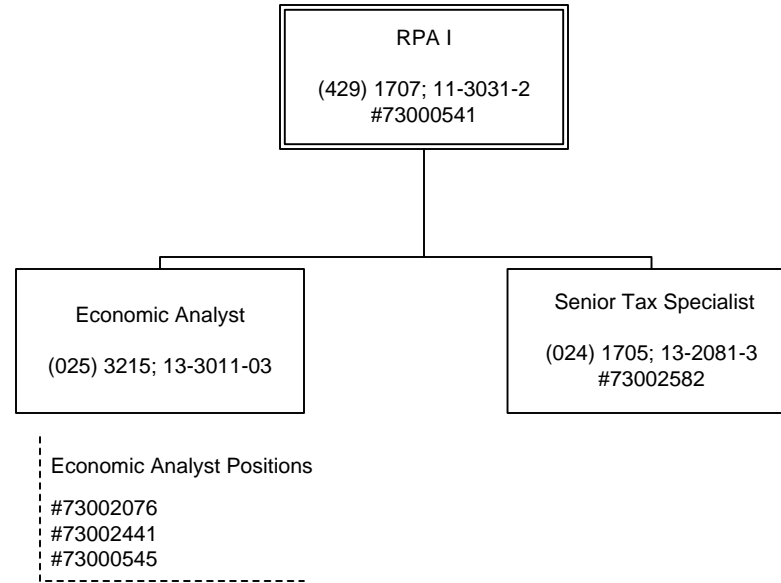 RPA I
(429) 1707; 11-3031-2
#73000541
Economic Analyst
(025) 3215; 13-3011-03
Senior Tax Specialist
(024) 1705; 13-2081-3
#73002582
Economic Analyst Positions
#73002076
#73002441
#73000545